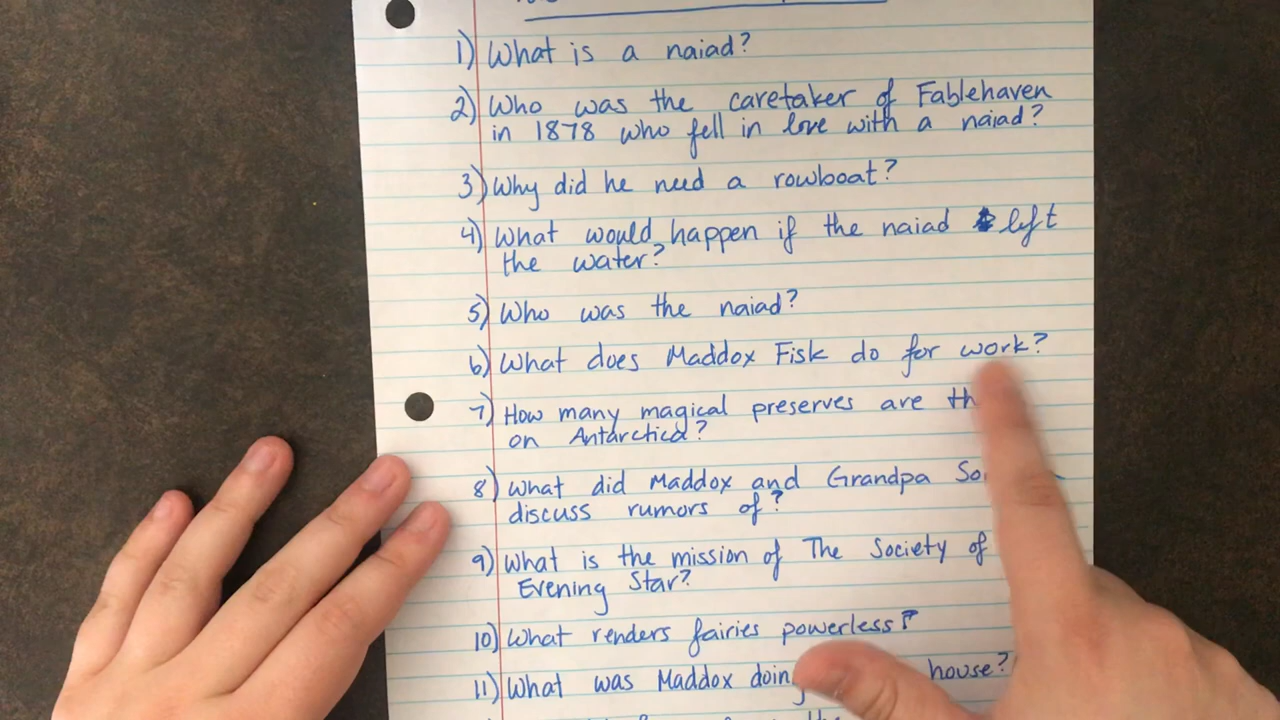 1) What is a naiad?
2) Who was the caretaker of Fablehaven
in 1878 who fell in love with a naiad?
3) Why did he need a rowboat?
4) What would happen if the naiad left
the water?
5) Who was the naiad?
6) What does Maddox Fisk do for work?
7) How many magical preserves are
on Antarctica?
8) What did Maddox and Grandpa
discuss rumors of?
9) What is the mission of The Society of
Evening Star?
10) What renders fairies powerless?
11) What was Maddox doing house?